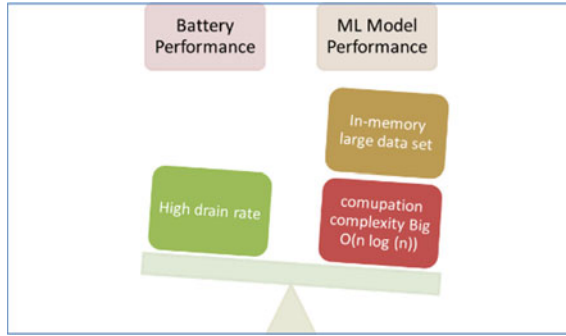 Battery
Performance
ML Model
Performance
In-memory
large data set
High drain rate
comupation
complexity Big
O(n log (n))